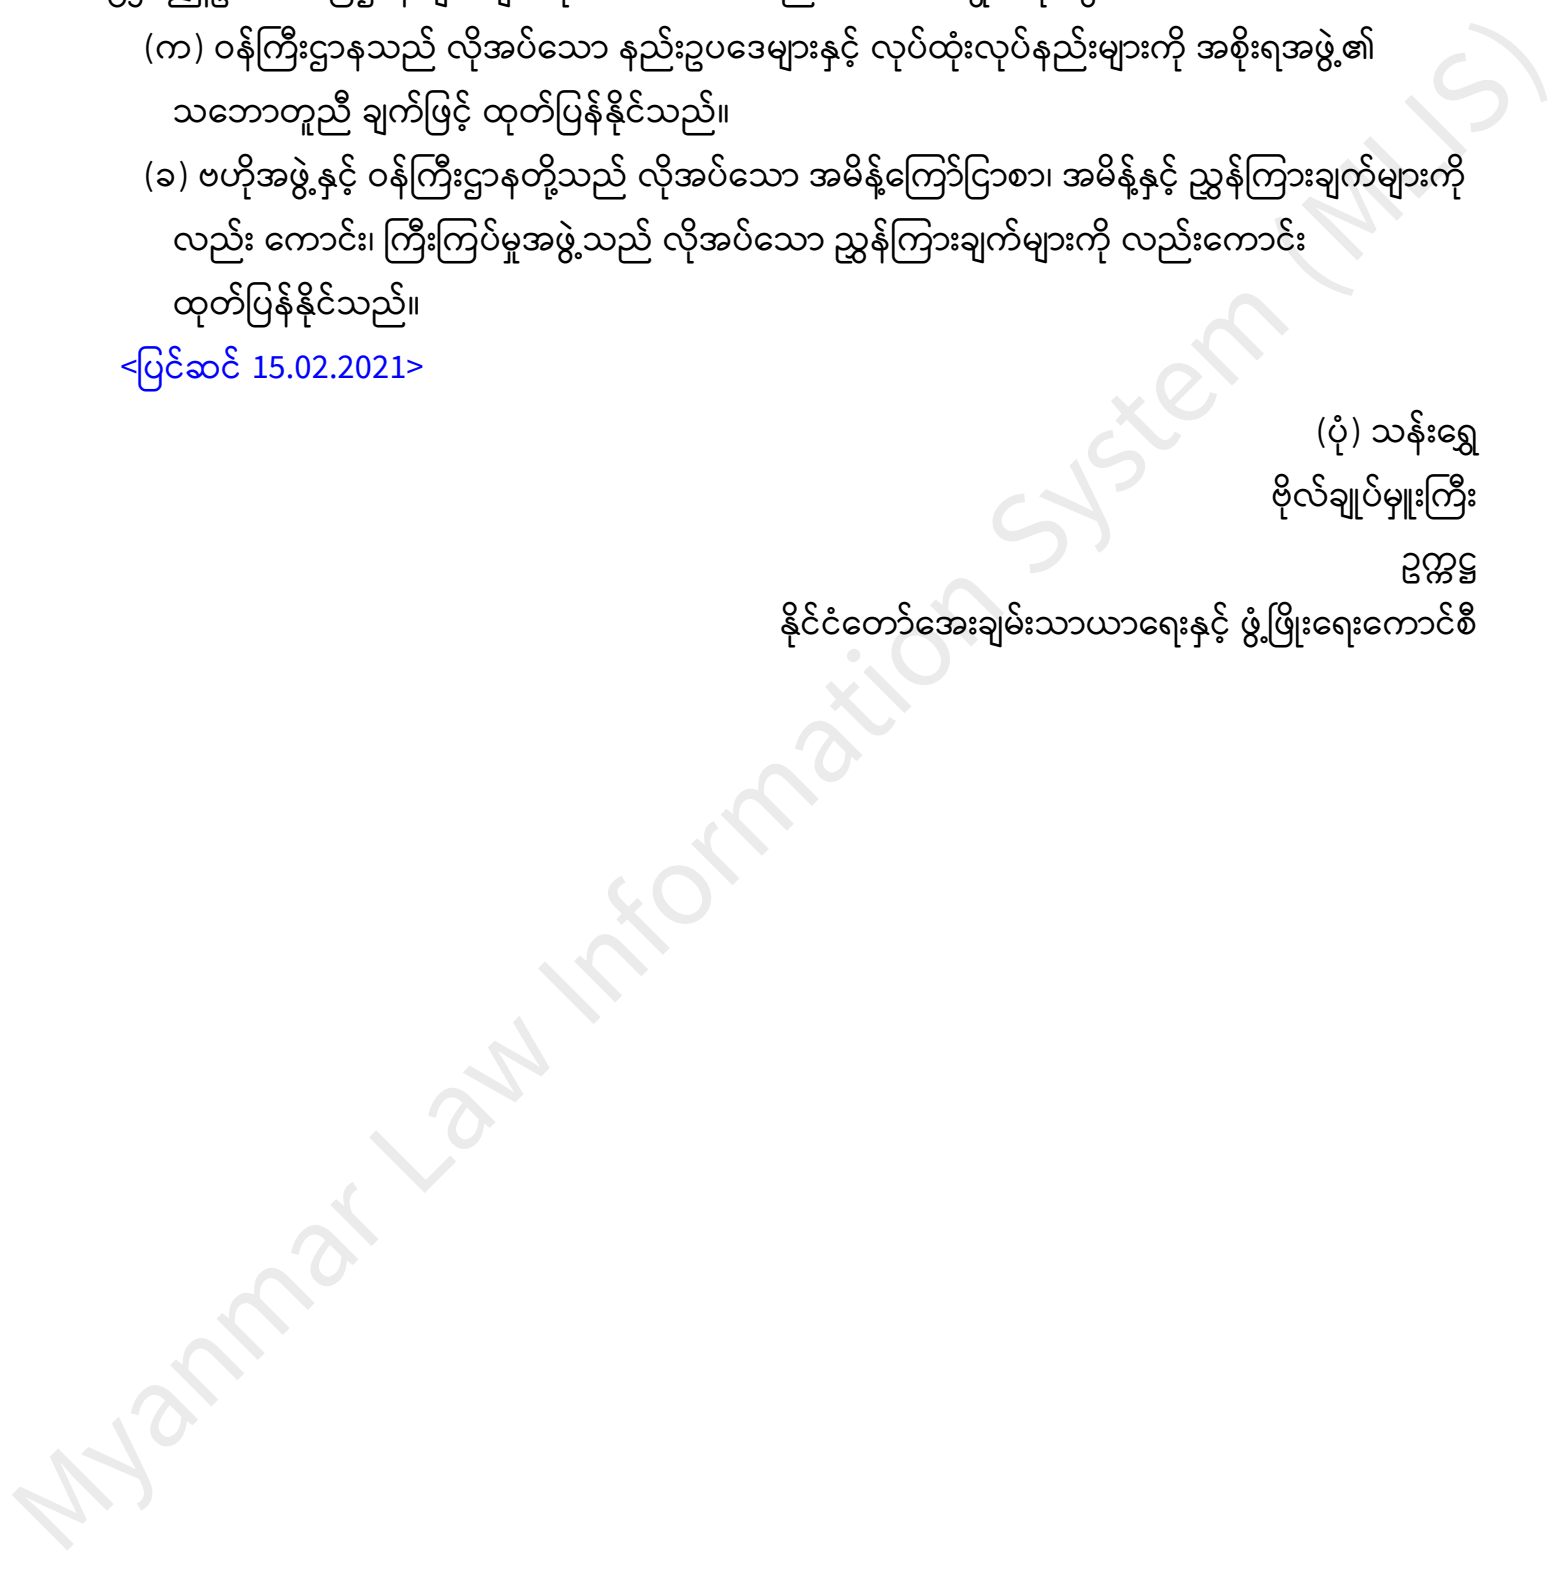 (က) ဝန်ကြီးဌာနသည် လိုအပ်သော နည်းဥပဒေများနှင့် လုပ်ထုံးလုပ်နည်းများကို အစိုးရအဖွဲ့၏
သဘောတူညီ ချက်ဖြင့် ထုတ်ပြန်နိုင်သည်။
(ခ) ဗဟိုအဖွဲ့နှင့် ဝန်ကြီးဌာနတို့သည် လိုအပ်သော အမိန့်ကြော်ငြာစာ၊ အမိန့်နှင့် ညွှန်ကြားချက်များကို
လည်း ကောင်း၊ ကြီးကြပ်မှုအဖွဲ့သည် လိုအပ်သော ညွှန်ကြားချက်များကို လည်းကောင်း
ထုတ်ပြန်နိုင်သည်။
<ပြင်ဆင် 15.02.2021>
(ပုံ) သန်းရွှေ
ဗိုလ်ချုပ်မှူးကြီး
ဥက္ကဋ္ဌ
နိုင်ငံတော်အေးချမ်းသာယာရေးနှင့် ဖွံ့ဖြိုးရေးကောင်စီ
Myanmar Law Information System (MLIS)